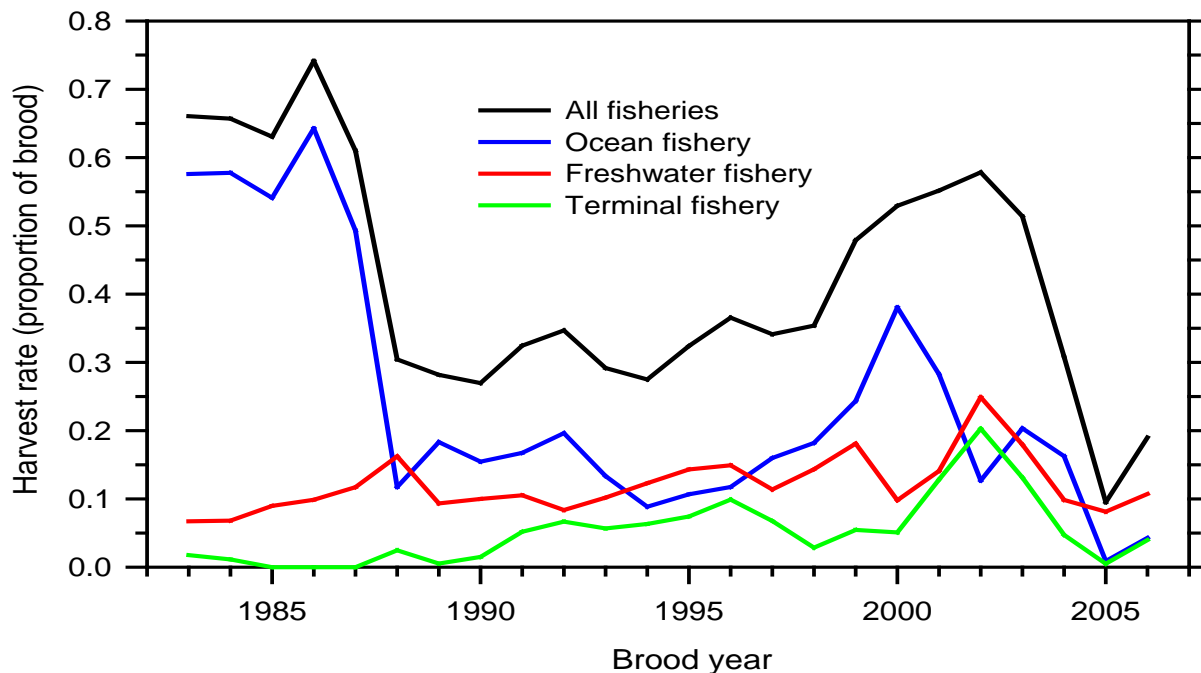 Harvest rate (proportion of brood)
0.8
0.7
0.6
0.5
0.4
0.3
0.2
0.1
0.0
All fisheries
Ocean fishery
Freshwater fishery
Terminal fishery
1985 1990 1995 2000 2005
Brood year